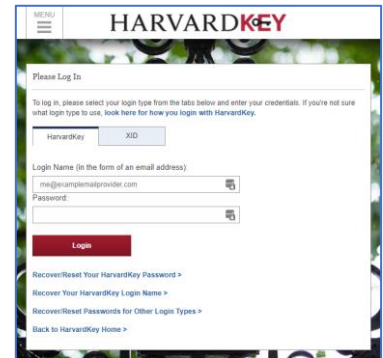 MENU
HARVARDKEY
Please Log In
To log in, please select your login type from the tabs below and enter your credentials. If you're not sure
what login type to use, look here for how you login with HarvardKey.
HarvardKey XID
Login Name (in the form of an email address):
me@examplemailprovider.com
Password:
Login
Recover/Reset Your HarvardKey Password >
Recover Your HarvardKey Login Name >
Recover/Reset Passwords for Other Login Types >
Back to HarvardKey Home >